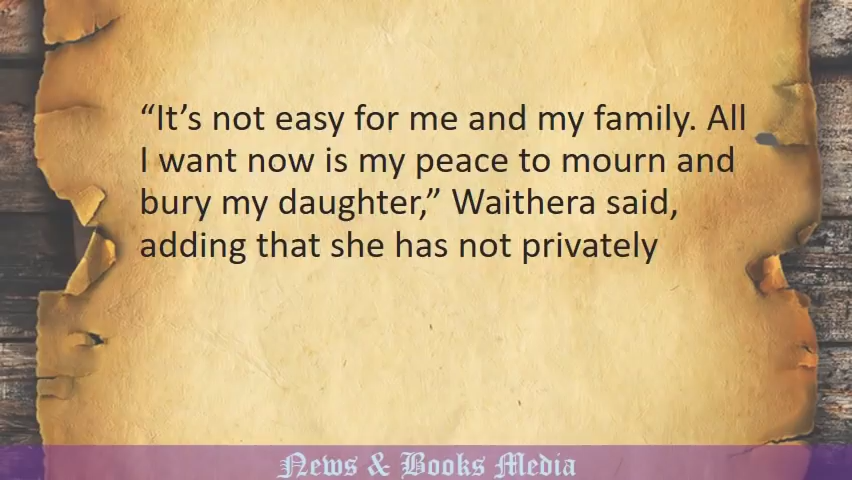 “It’s not easy for me and my family. All
I want now is my peace to mourn and
bury my daughter,” Waithera said,
adding that she has not privately
News & Books Media